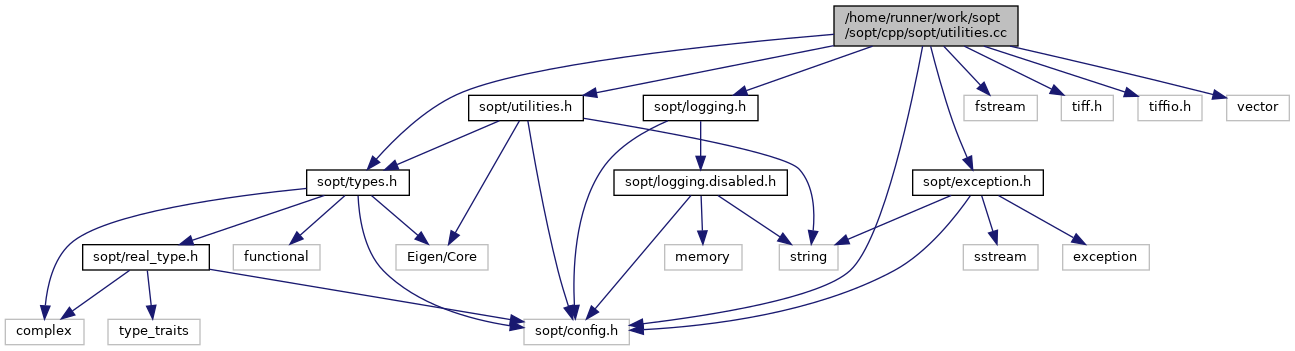 /home/runner/work/sopt
/sopt/cpp/sopt/utilities.cc
sopt/utilities.h
sopt/logging.h
fstream
tiff.h
tiffio.h
vector
sopt/types.h
sopt/logging.disabled.h
sopt/exception.h
sopt/real_type.h
functional
Eigen/Core
memory
string
sstream
exception
complex
type_traits
sopt/config.h